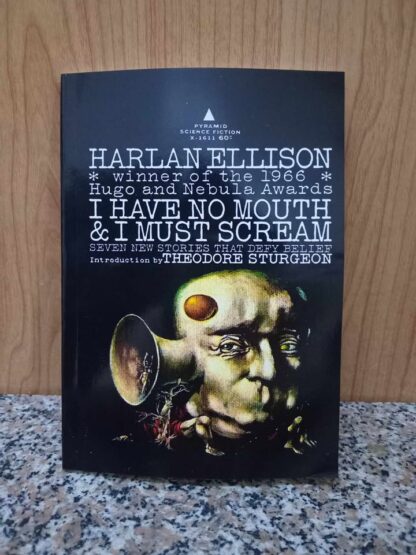 PYRAMID
SCIENCE FICTION
X-1611 60¢
HARLAN ELLISON
* winner of the 1966 *
Hugo and Nebula Awards
I HAVE NO MOUTH
& I MUST SCREAM
SEVEN NEW STORIES THAT DEFY BELIEF
Introduction by THEODORE STURGEON